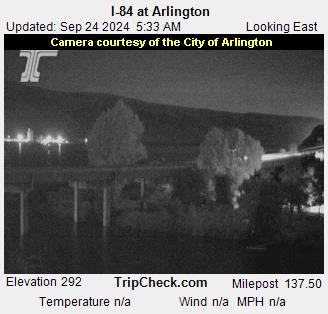 I-84 at Arlington
Updated: Sep 24 2024 5:33 AM Looking East
Camera courtesy of the City of Arlington
Elevation 292 TripCheck.com Milepost 137.50
Temperature n/a Wind n/a MPH n/a